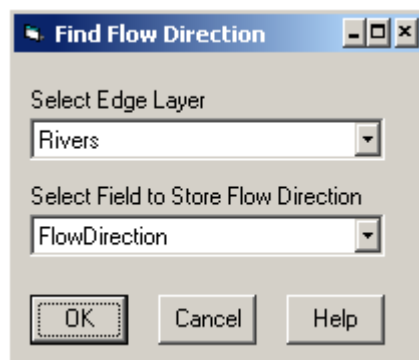 Find Flow Direction
Select Edge Layer
Rivers
Select Field to Store Flow Direction
FlowDirection
OK Cancel Help